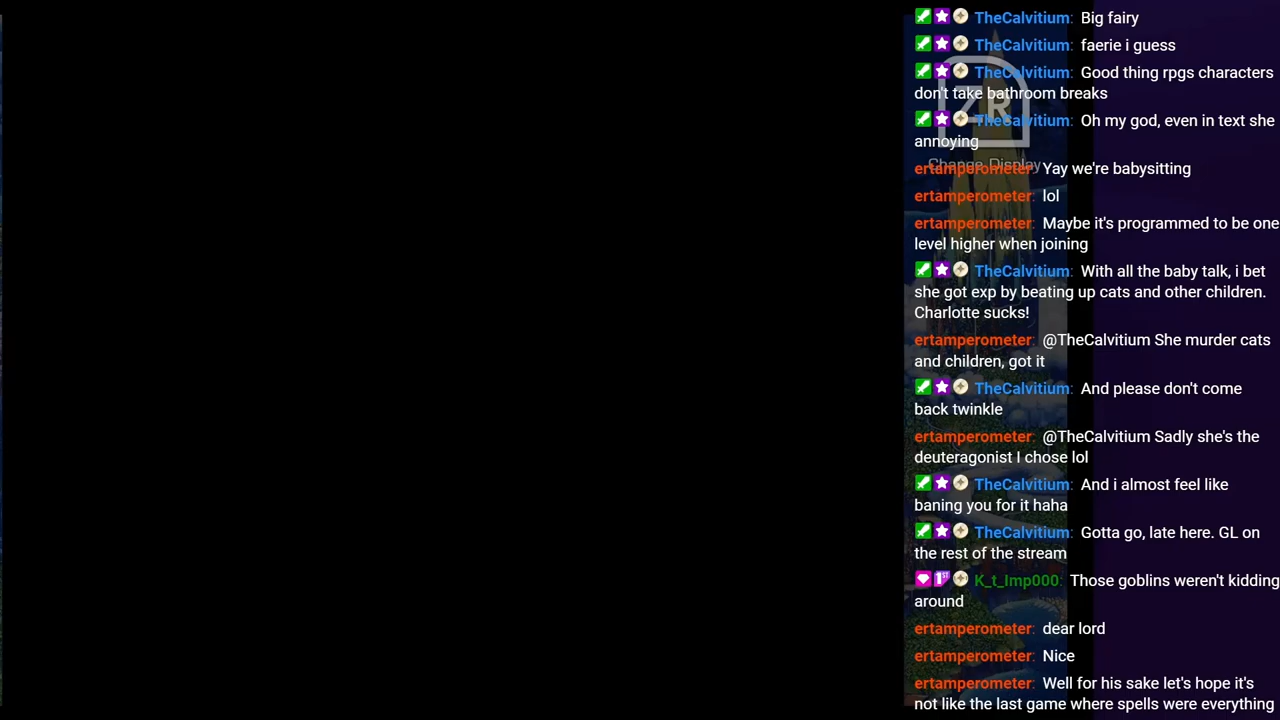 TheCalvitium: Big fairy
TheCalvitium: faerie i guess
TheCalvitium: Good thing rpgs characters
don't take bathroom breaks
ZR
TheCalvitium: Oh my god, even in text she
annoying
Change Display
ertamperometer: Yay we're babysitting
ertamperometer: lol
ertamperometer: Maybe it's programmed to be one
level higher when joining
TheCalvitium: With all the baby talk, i bet
she got exp by beating up cats and other children.
Charlotte sucks!
ertamperometer: @TheCalvitium She murder cats
and children, got it
TheCalvitium: And please don't come
back twinkle
ertamperometer: @TheCalvitium Sadly she's the
deuteragonist I chose lol
TheCalvitium: And i almost feel like
baning you for it haha
TheCalvitium: Gotta go, late here. GL on
the rest of the stream
1ST K_t_Imp000: Those goblins weren't kidding
around
ertamperometer: dear lord
ertamperometer: Nice
ertamperometer: Well for his sake let's hope it's
not like the last game where spells were everything